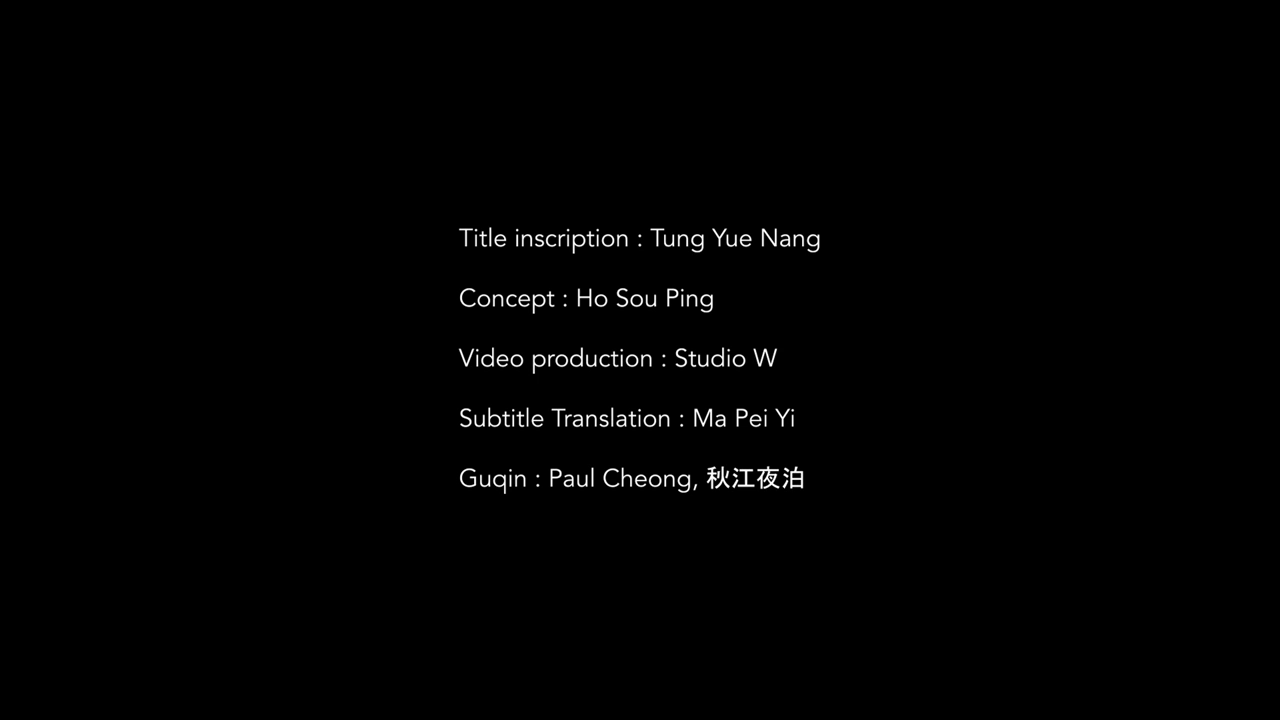 Title inscription : Tung Yue Nang
Concept : Ho Sou Ping
Video production : Studio W
Subtitle Translation : Ma Pei Yi
Guqin : Paul Cheong, 秋江夜泊